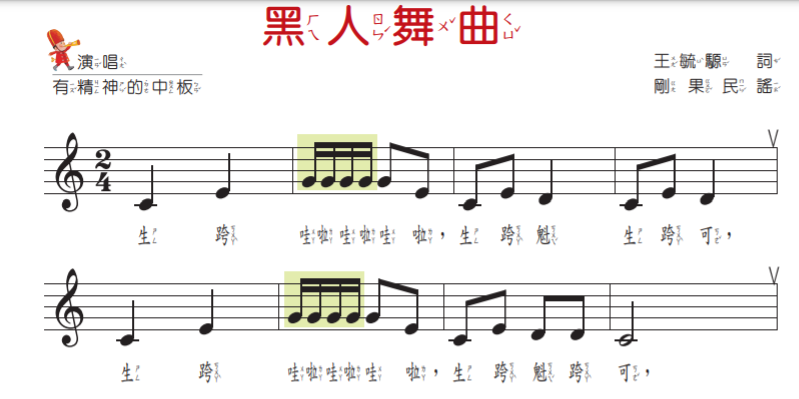 黑人舞曲
演唱 王毓騵 詞
有精神的中板 剛果民謠
2
4
生 跨 哇啦哇啦哇 啦，生 跨 魁 生 跨 可，
生 跨 哇啦哇啦哇 啦，生 跨 魁 跨 可，